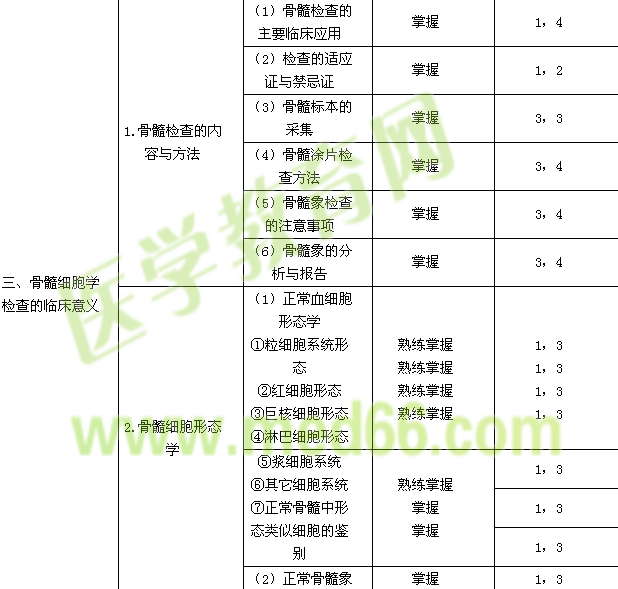 三、骨髓细胞学
检查的临床意义
1.骨髓检查的内
容与方法
（1）骨髓检查的
主要临床应用
掌握
1，4
（2）检查的适应
证与禁忌证
掌握
1，2
（3）骨髓标本的
采集
掌握
3，3
（4）骨髓涂片检
查方法
掌握
3，4
（5）骨髓象检查
的注意事项
掌握
3，4
（6）骨髓象的分
析与报告
掌握
3，4
2.骨髓细胞形态
学
（1）正常血细胞
形态学
①粒细胞系统形
态
②红细胞形态
③巨核细胞形态
④淋巴细胞形态
熟练掌握
熟练掌握
熟练掌握
熟练掌握
1，3
1，3
1，3
1，3
⑤浆细胞系统
⑥其它细胞系统
⑦正常骨髓中形
态类似细胞的鉴
别
熟练掌握
掌握
掌握
1，3
1，3
1，3
（2）正常骨髓象
掌握
1，3
医学教育网
www.med66.com